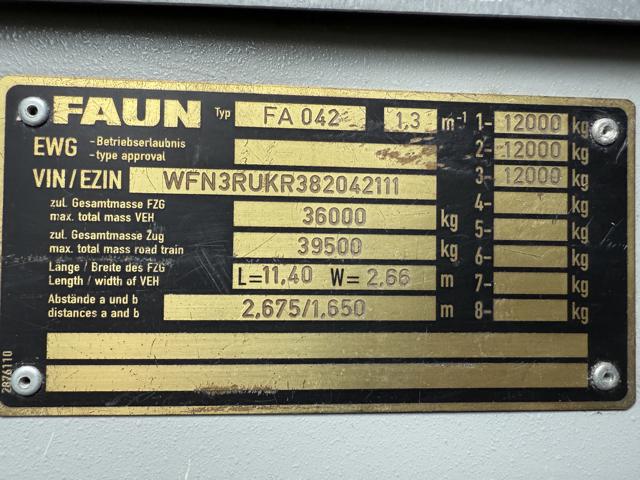 FAUN Typ FA 042 1,3 m⁻¹ 1- 12000 kg
EWG -Betriebserlaubnis
-type approval
2- 12000 kg
VIN/EZIN WFN3RUKR382042111 3- 12000 kg
zul. Gesamtmasse FZG
max. total mass VEH
36000 kg 4- kg
zul. Gesamtmasse Zug
max. total mass road train
39500 kg 5- kg
6- kg
Länge / Breite des FZG
Length / width of VEH
L=11,40 W=2,66 m 7- kg
Abstände a und b
distances a and b
2,675/1,650 m 8- kg
2876110